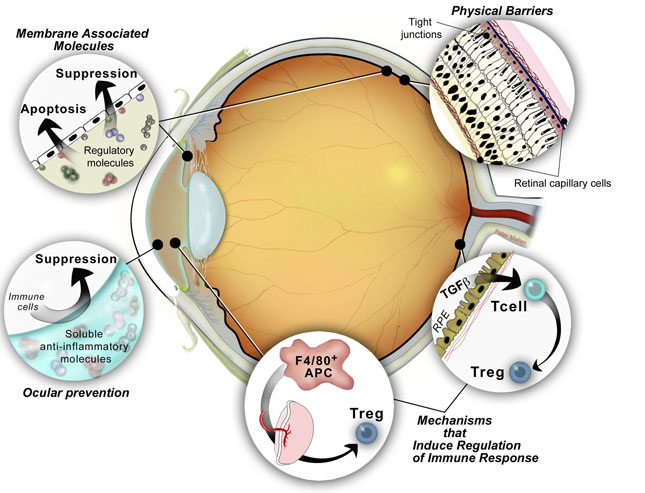 Physical Barriers
Tight
junctions
Retinal capillary cells
Membrane Associated
Molecules
Suppression
Apoptosis
Regulatory
molecules
Suppression
Immune
cells
Soluble
anti-inflammatory
molecules
Ocular prevention
F4/80+
APC
Treg
Peter Mallen
TGFβ
RPE
Tcell
Treg
Mechanisms
that
Induce Regulation
of Immune Response